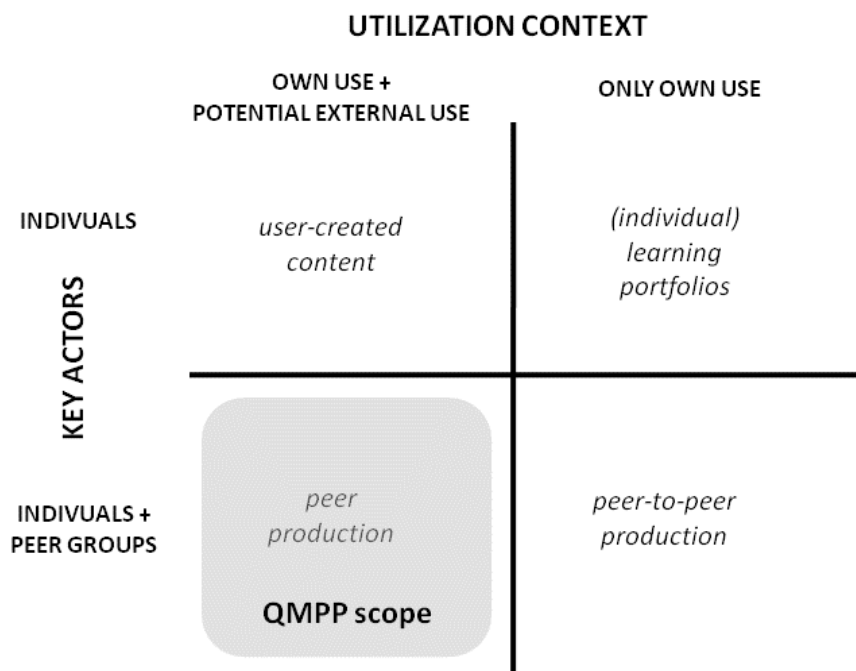 UTILIZATION CONTEXT
OWN USE +
POTENTIAL EXTERNAL USE
ONLY OWN USE
INDIVUALS
user-created
content
(individual)
learning
portfolios
KEY ACTORS
INDIVUALS +
PEER GROUPS
peer
production
QMPP scope
peer-to-peer
production